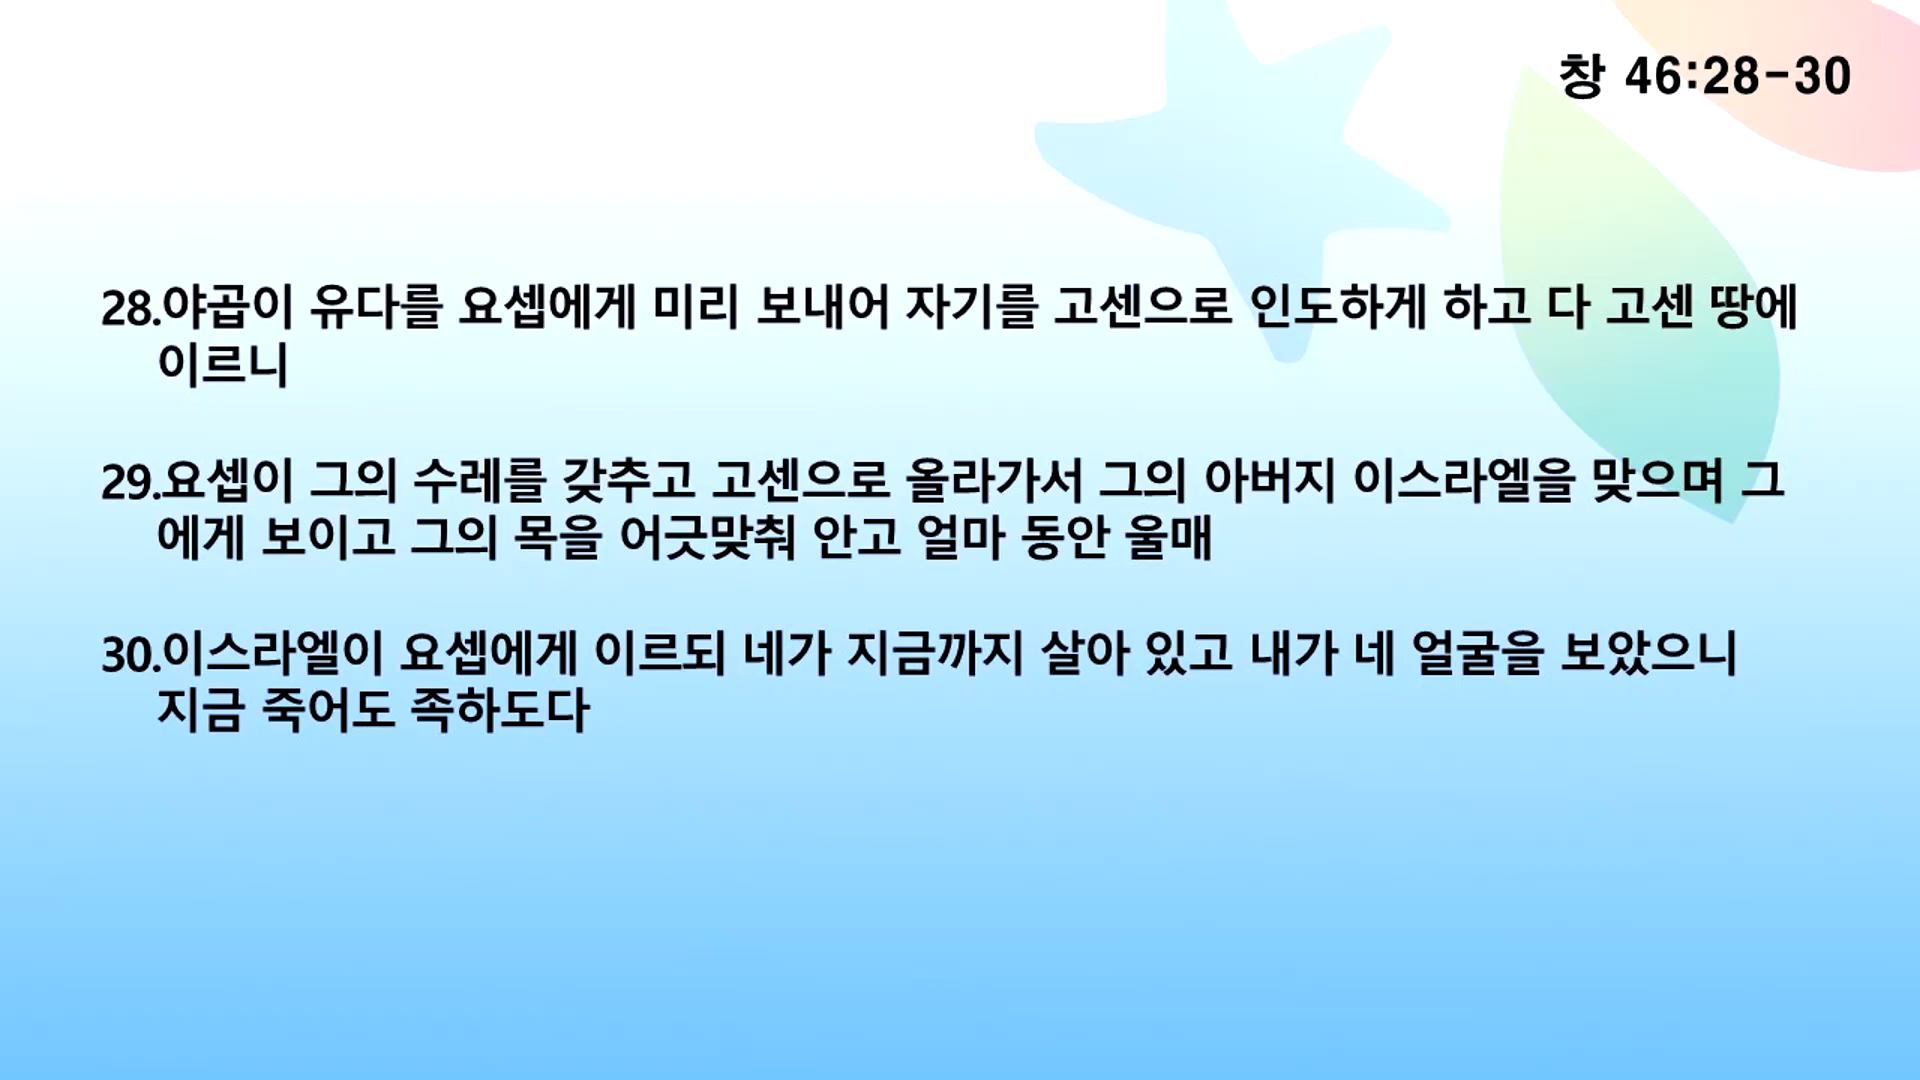 창 46:28-30
28.야곱이 유다를 요셉에게 미리 보내어 자기를 고센으로 인도하게 하고 다 고센 땅에
이르니
29.요셉이 그의 수레를 갖추고 고센으로 올라가서 그의 아버지 이스라엘을 맞으며 그
에게 보이고 그의 목을 어긋맞춰 안고 얼마 동안 울매
30.이스라엘이 요셉에게 이르되 네가 지금까지 살아 있고 내가 네 얼굴을 보았으니
지금 죽어도 족하도다